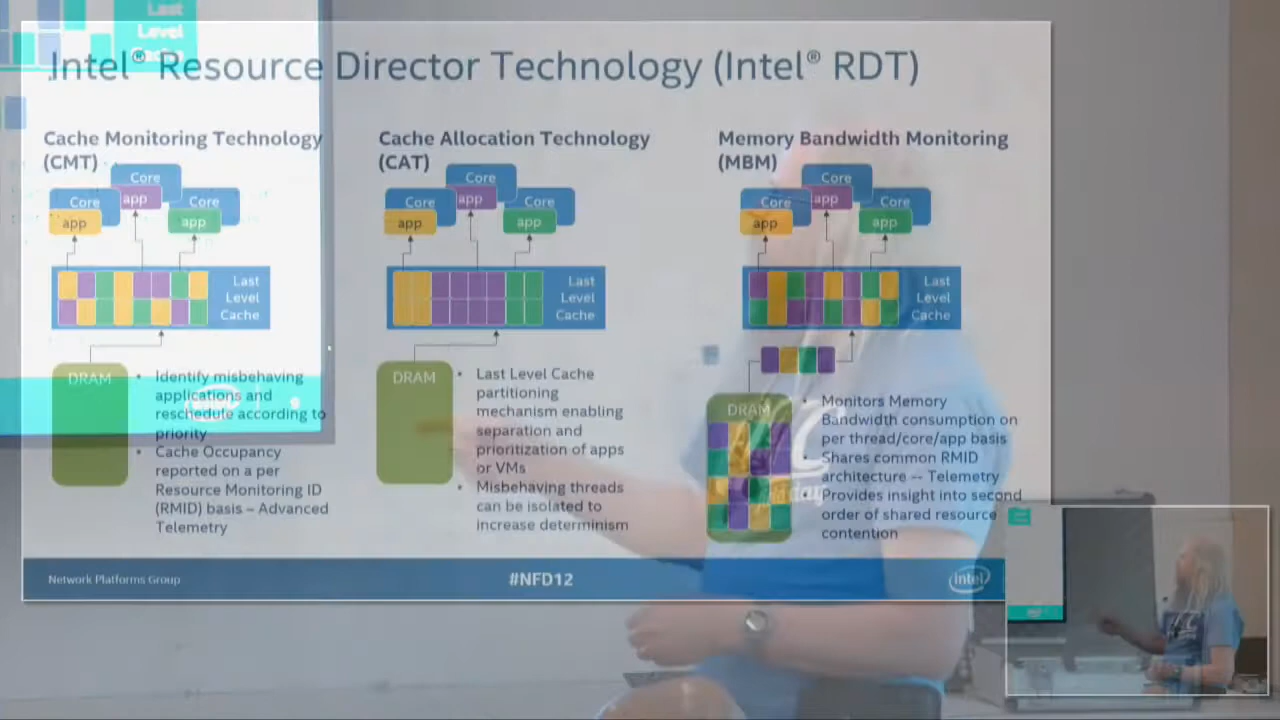 Last
Level
Cache
Intel® Resource Director Technology (Intel® RDT)
Cache Monitoring Technology
(CMT)
Core
Core
app
Core
app
app
Last
Level
Cache
DRAM
• Identify misbehaving
applications and
reschedule according to
priority
• Cache Occupancy
reported on a per
Resource Monitoring ID
(RMID) basis – Advanced
Telemetry
Cache Allocation Technology
(CAT)
Core
Core
app
Core
app
app
Last
Level
Cache
DRAM
• Last Level Cache
partitioning
mechanism enabling
separation and
prioritization of apps
or VMs
• Misbehaving threads
can be isolated to
increase determinism
Memory Bandwidth Monitoring
(MBM)
Core
Core
app
Core
app
app
Last
Level
Cache
DRAM
• Monitors Memory
Bandwidth consumption on
per thread/core/app basis
• Shares common RMID
architecture -- Telemetry
• Provides insight into second
order of shared resource
contention
Network Platforms Group
#NFD12
intel